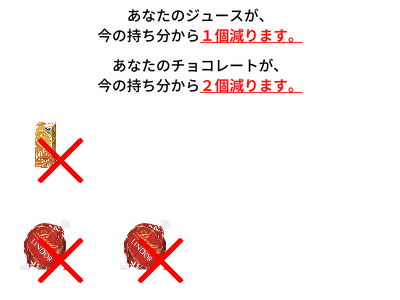 あなたのジュースが、
今の持ち分から１個減ります。
あなたのチョコレートが、
今の持ち分から２個減ります。
LINDOR
LINDOR